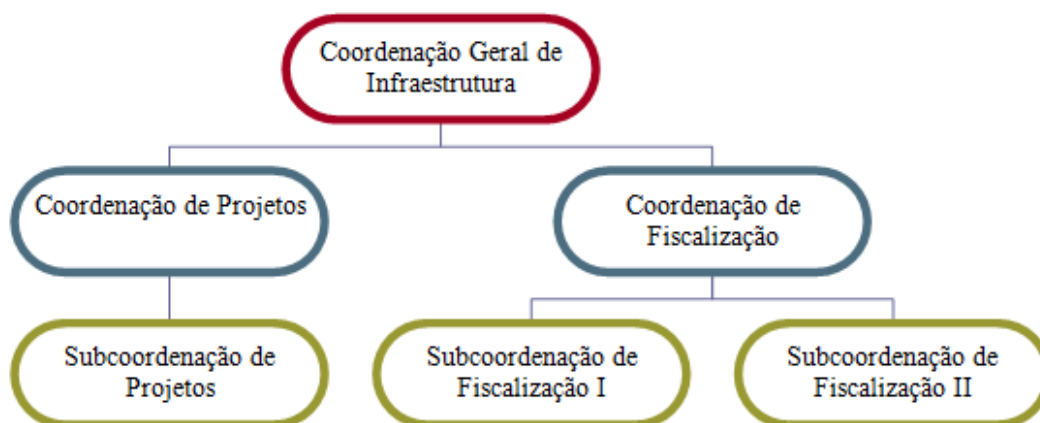 Coordenação Geral de
Infraestrutura
Coordenação de Projetos
Coordenação de
Fiscalização
Subcoordenação de
Projetos
Subcoordenação de
Fiscalização I
Subcoordenação de
Fiscalização II